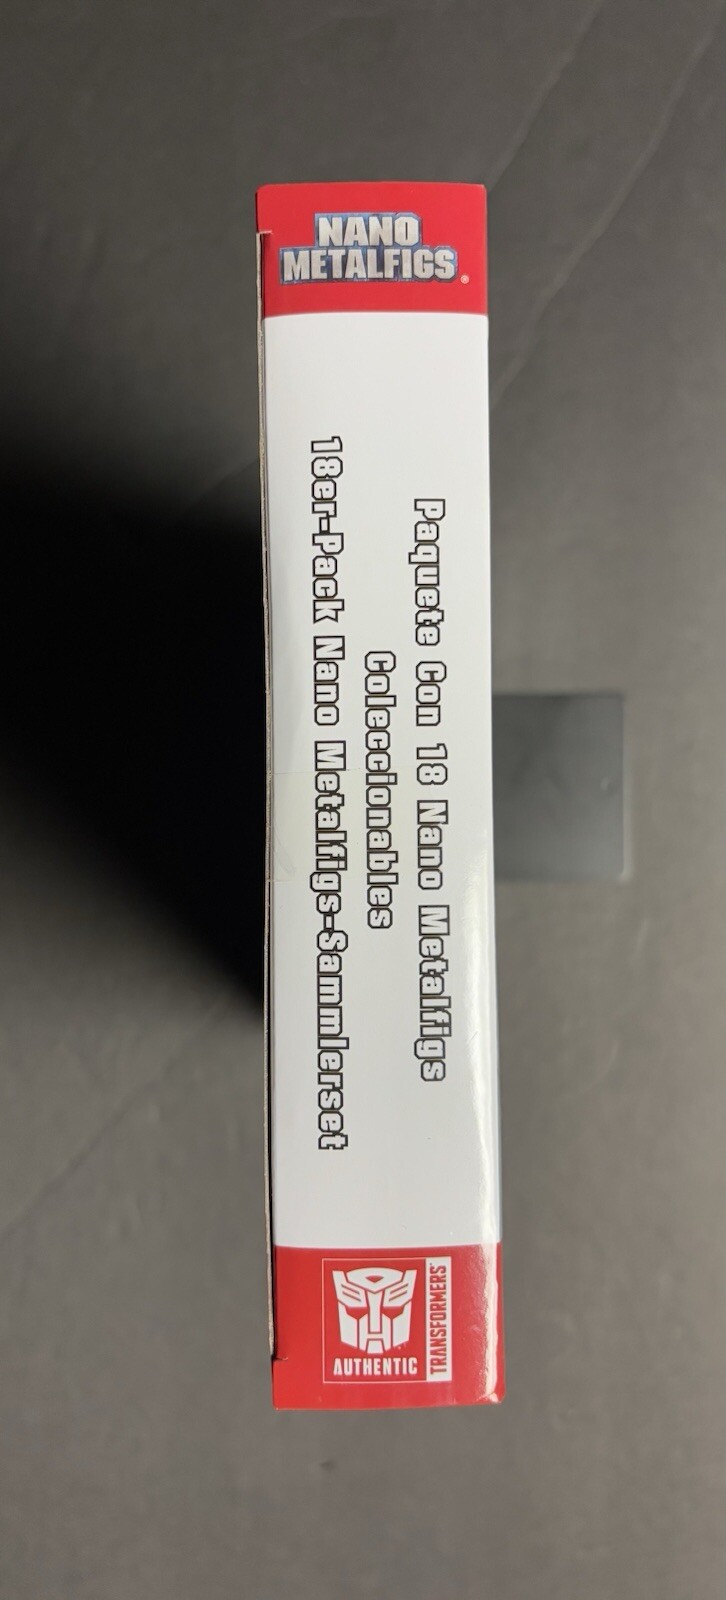 NANO
METALFIGS®
Paquete Con 18 Nano Metalfigs
Coleccionables
18er-Pack Nano Metalfigs-Sammlerset
AUTHENTIC
TRANSFORMERS